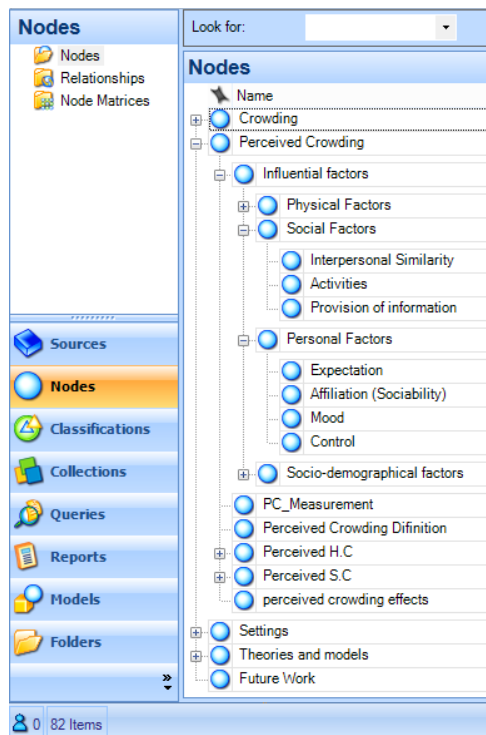 Nodes
Nodes
Relationships
Node Matrices
Sources
Nodes
Classifications
Collections
Queries
Reports
Models
Folders
»
Look for:
Nodes
Name
Crowding
Perceived Crowding
Influential factors
Physical Factors
Social Factors
Interpersonal Similarity
Activities
Provision of information
Personal Factors
Expectation
Affiliation (Sociability)
Mood
Control
Socio-demographical factors
PC_Measurement
Perceived Crowding Difinition
Perceived H.C
Perceived S.C
perceived crowding effects
Settings
Theories and models
Future Work
0 82 Items